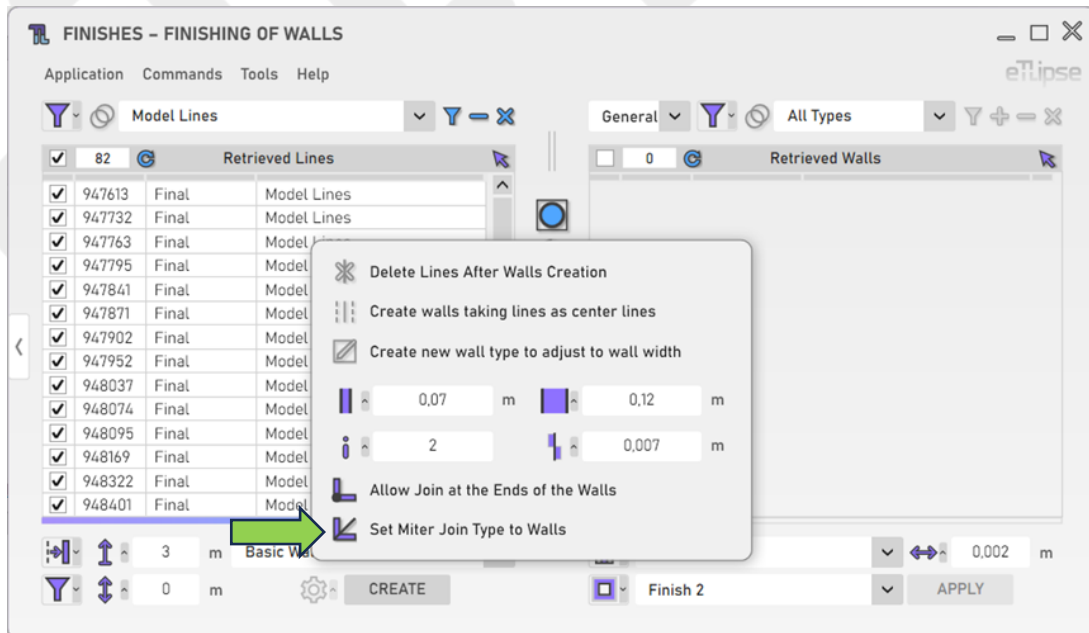 FINISHES – FINISHING OF WALLS
Application Commands Tools Help
eTLipse
Model Lines
General
All Types
82 Retrieved Lines
0 Retrieved Walls
947613 Final Model Lines
947732 Final Model Lines
947763 Final Model Lines
947795 Final Model
947841 Final Model
947871 Final Model
947902 Final Model
947952 Final Model
948037 Final Model
948074 Final Model
948095 Final Model
948169 Final Model
948322 Final Model
948401 Final Model
Delete Lines After Walls Creation
Create walls taking lines as center lines
Create new wall type to adjust to wall width
0,07 m 0,12 m
2 0,007 m
Allow Join at the Ends of the Walls
Set Miter Join Type to Walls
3 m Basic Wa
0,002 m
0 m CREATE
Finish 2 APPLY